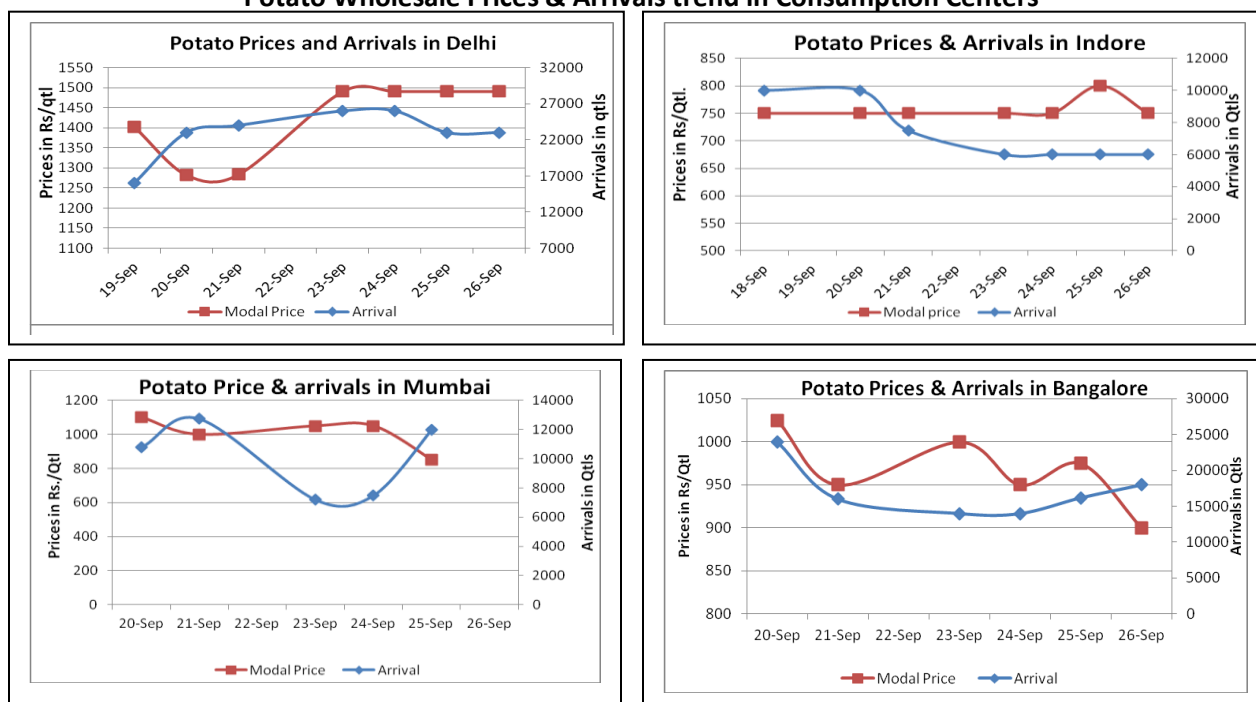 Potato Wholesale Prices & Arrivals trend in Consumption Centers
Potato Prices and Arrivals in Delhi
Prices in Rs/qtl
1550
1500
1450
1400
1350
1300
1250
1200
1150
1100
32000
27000
22000
17000
12000
7000
Arrivals in qtls
19-Sep
20-Sep
21-Sep
22-Sep
23-Sep
24-Sep
25-Sep
26-Sep
Modal Price
Arrival
Potato Prices & Arrivals in Indore
Prices in Rs/Qtl.
850
800
750
700
650
600
550
500
12000
10000
8000
6000
4000
2000
0
Arrivals in Qtls
18-Sep
19-Sep
20-Sep
21-Sep
22-Sep
23-Sep
24-Sep
25-Sep
26-Sep
Modal price
Arrival
Potato Price & arrivals in Mumbai
Prices in Rs./Qtl
1200
1000
800
600
400
200
0
14000
12000
10000
8000
6000
4000
2000
0
Arrivals in Qtls
20-Sep
21-Sep
22-Sep
23-Sep
24-Sep
25-Sep
26-Sep
Modal Price
Arrival
Potato Prices & Arrivals in Bangalore
Prices in Rs/Qtl
1050
1000
950
900
850
800
30000
25000
20000
15000
10000
5000
0
Arrivals in Qtls
20-Sep
21-Sep
22-Sep
23-Sep
24-Sep
25-Sep
26-Sep
Modal Price
Arrival